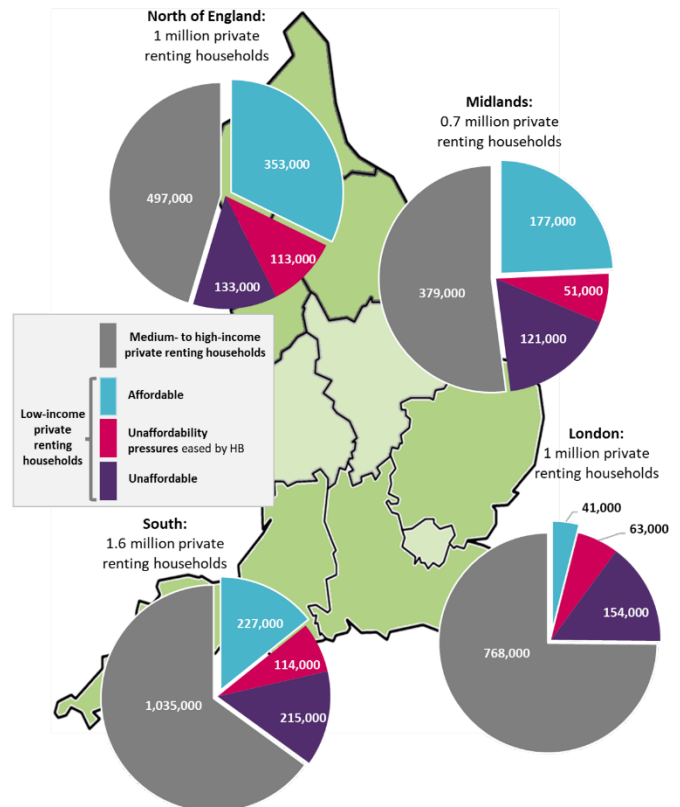 North of England:
1 million private
renting households
353,000
497,000
113,000
133,000
Midlands:
0.7 million private
renting households
177,000
51,000
379,000
121,000
Medium- to high-income
private renting households
Low-income
private
renting
households
Affordable
Unaffordability
pressures eased by HB
Unaffordable
London:
1 million private
renting households
41,000
63,000
154,000
768,000
South:
1.6 million private
renting households
227,000
114,000
1,035,000
215,000